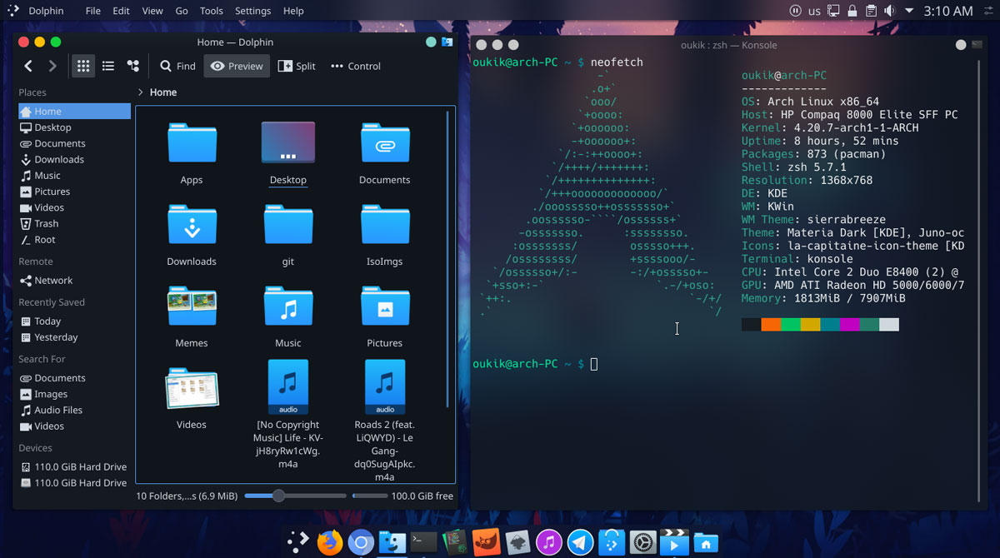 Dolphin File Edit View Go Tools Settings Help
us 3:10 AM
Home — Dolphin
Find Preview Split Control
Places
Home
Desktop
Documents
Downloads
Music
Pictures
Videos
Trash
Root
Remote
Network
Recently Saved
Today
Yesterday
Search For
Documents
Images
Audio Files
Videos
Devices
110.0 GiB Hard Drive
110.0 GiB Hard Drive
Home
Apps Desktop Documents
Downloads git IsoImgs
Memes Music Pictures
audio audio
Videos
[No Copyright
Music] Life - KV-
jH8ryRw1cWg.
m4a
Roads 2 (feat.
LiQWYD) - Le
Gang-
dq0SugAIpkc.
m4a
10 Folders,...s (6.9 MiB) 100.0 GiB free
oukik : zsh — Konsole
oukik@arch-PC ~ $ neofetch
-`
.o+`
`ooo/
`+oooo:
`+oooooo:
-+oooooo+:
`/:-:++oooo+:
`/++++/+++++++:
`/++++++++++++++:
`/+++ooooooooooooo/`
./ooosssso++osssssso+`
.oossssso-````/ossssss+`
-osssssso. :ssssssso.
:osssssss/ osssso+++.
/ossssssss/ +ssssooo/-
`/ossssso+/:- -:/+osssso+-
`+sso+:-` `.-/+oso:
`++:. `-/+/
.` `/
oukik@arch-PC
-------------
OS: Arch Linux x86_64
Host: HP Compaq 8000 Elite SFF PC
Kernel: 4.20.7-arch1-1-ARCH
Uptime: 8 hours, 52 mins
Packages: 873 (pacman)
Shell: zsh 5.7.1
Resolution: 1368x768
DE: KDE
WM: KWin
WM Theme: sierrabreeze
Theme: Materia Dark [KDE], Juno-oc
Icons: la-capitaine-icon-theme [KD
Terminal: konsole
CPU: Intel Core 2 Duo E8400 (2) @
GPU: AMD ATI Radeon HD 5000/6000/7
Memory: 1813MiB / 7907MiB
oukik@arch-PC ~ $